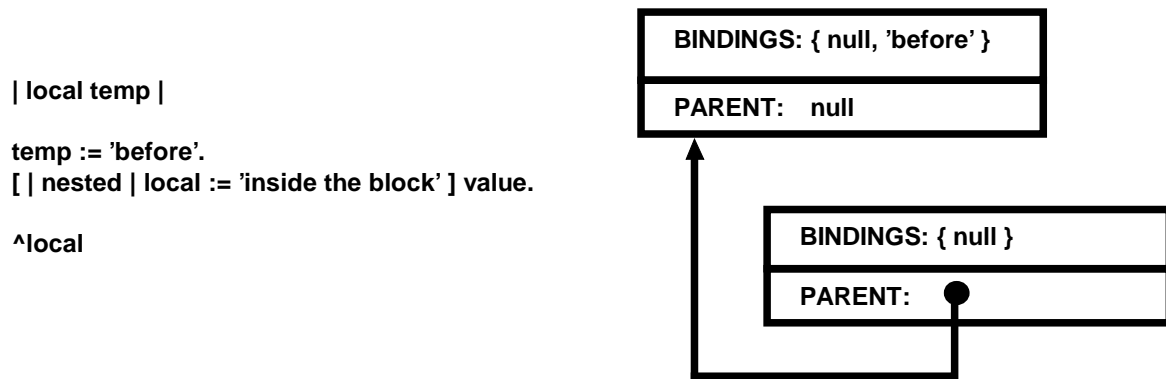 | local temp |
temp := ’before’.
[ | nested | local := ’inside the block’ ] value.
^local
BINDINGS: { null, ’before’ }
PARENT: null
BINDINGS: { null }
PARENT: